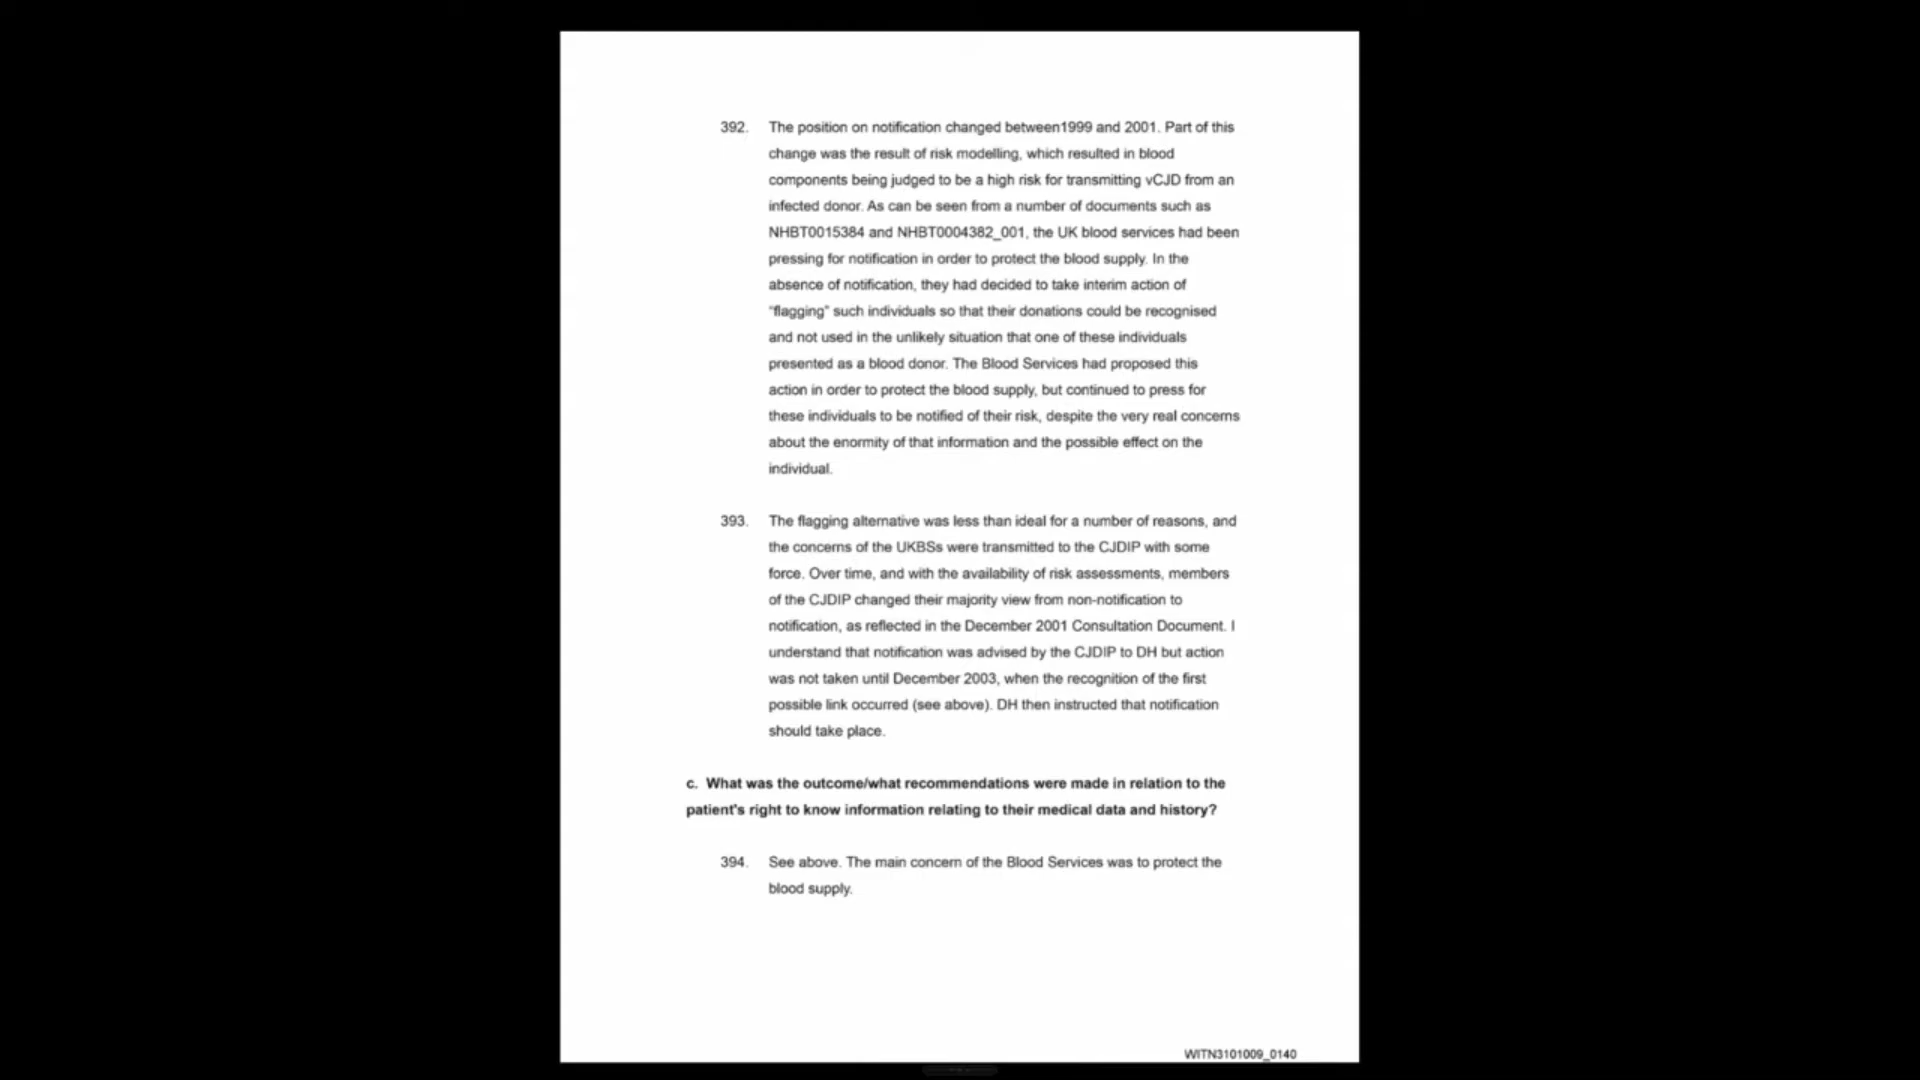 392. The position on notification changed between1999 and 2001. Part of this
change was the result of risk modelling, which resulted in blood
components being judged to be a high risk for transmitting vCJD from an
infected donor. As can be seen from a number of documents such as
NHBT0015384 and NHBT0004382_001, the UK blood services had been
pressing for notification in order to protect the blood supply. In the
absence of notification, they had decided to take interim action of
"flagging" such individuals so that their donations could be recognised
and not used in the unlikely situation that one of these individuals
presented as a blood donor. The Blood Services had proposed this
action in order to protect the blood supply, but continued to press for
these individuals to be notified of their risk, despite the very real concerns
about the enormity of that information and the possible effect on the
individual.
393. The flagging alternative was less than ideal for a number of reasons, and
the concerns of the UKBSs were transmitted to the CJDIP with some
force. Over time, and with the availability of risk assessments, members
of the CJDIP changed their majority view from non-notification to
notification, as reflected in the December 2001 Consultation Document. I
understand that notification was advised by the CJDIP to DH but action
was not taken until December 2003, when the recognition of the first
possible link occurred (see above). DH then instructed that notification
should take place.
c. What was the outcome/what recommendations were made in relation to the
patient's right to know information relating to their medical data and history?
394. See above. The main concern of the Blood Services was to protect the
blood supply.
WITN3101009_0140